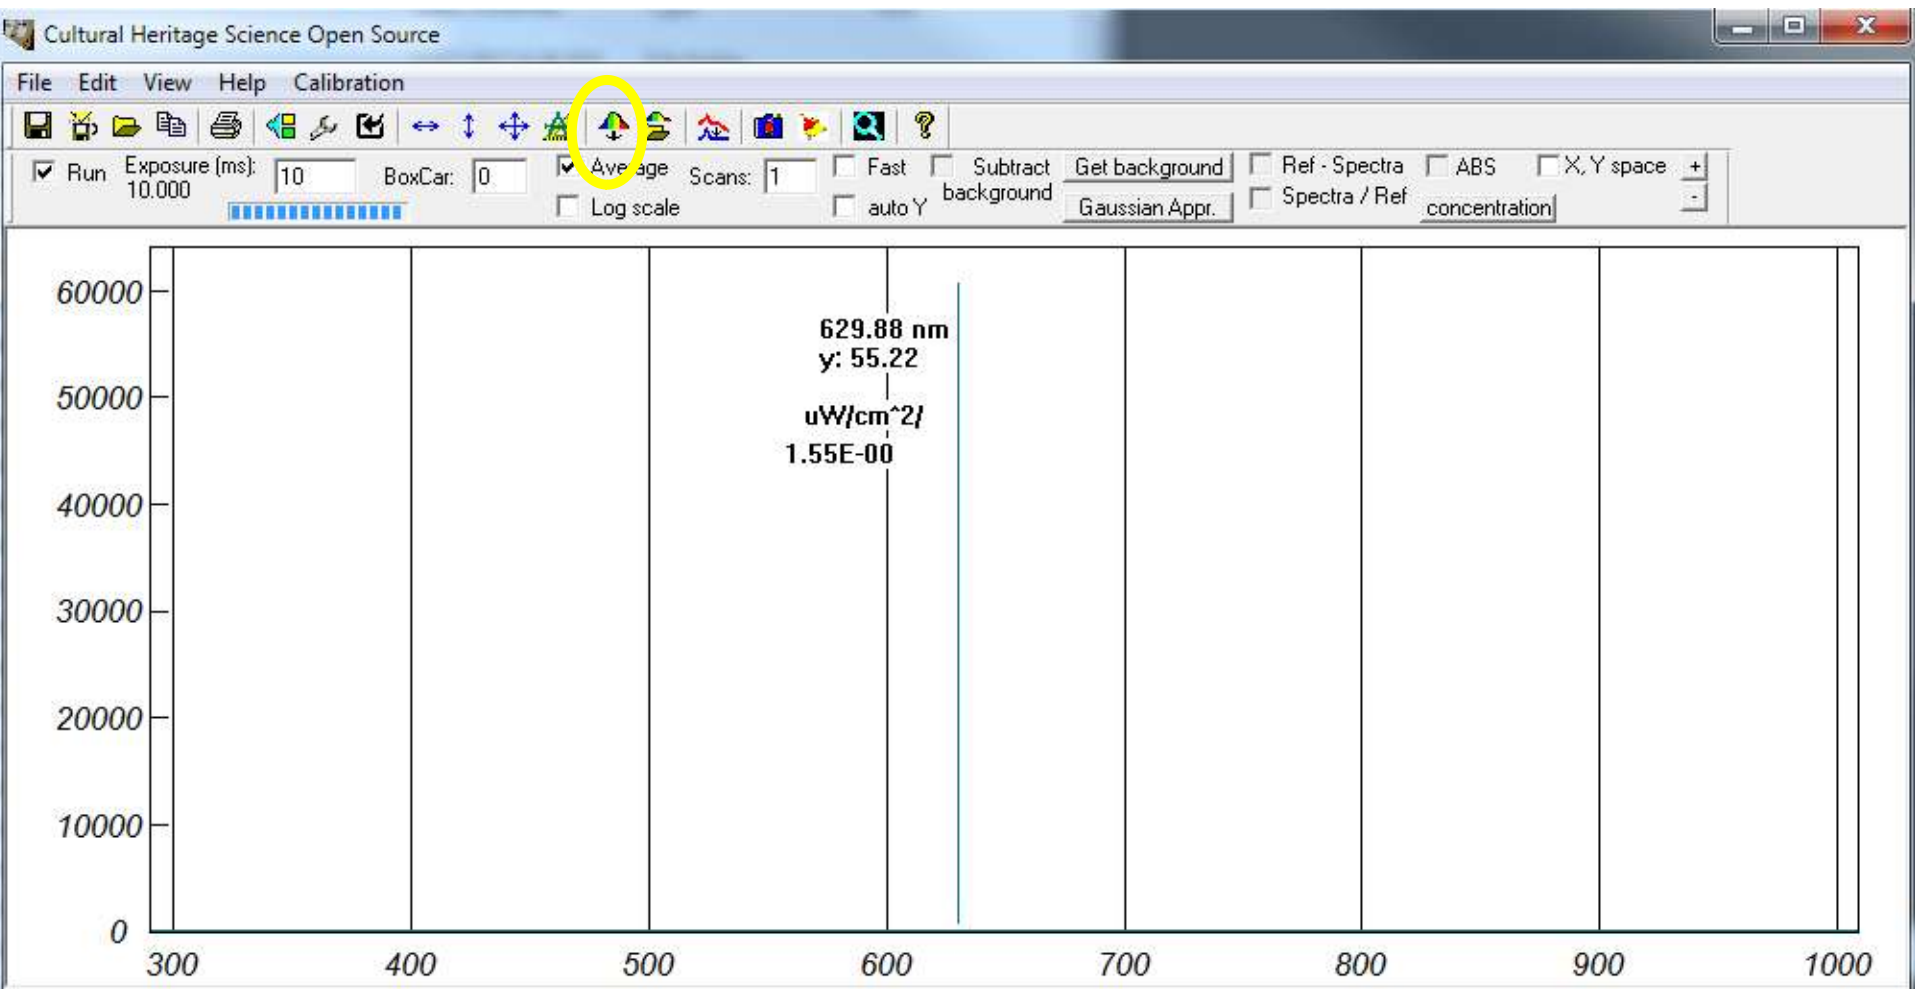 Cultural Heritage Science Open Source
File Edit View Help Calibration
Run Exposure (ms): 10.000 10 BoxCar: 0 Average Scans: 1 Fast Subtract background Get background Ref - Spectra ABS X, Y space +
Log scale auto Y Gaussian Appr. Spectra / Ref concentration -
60000
629.88 nm
y: 55.22
50000
uW/cm^2/
1.55E-00
40000
30000
20000
10000
0
300 400 500 600 700 800 900 1000